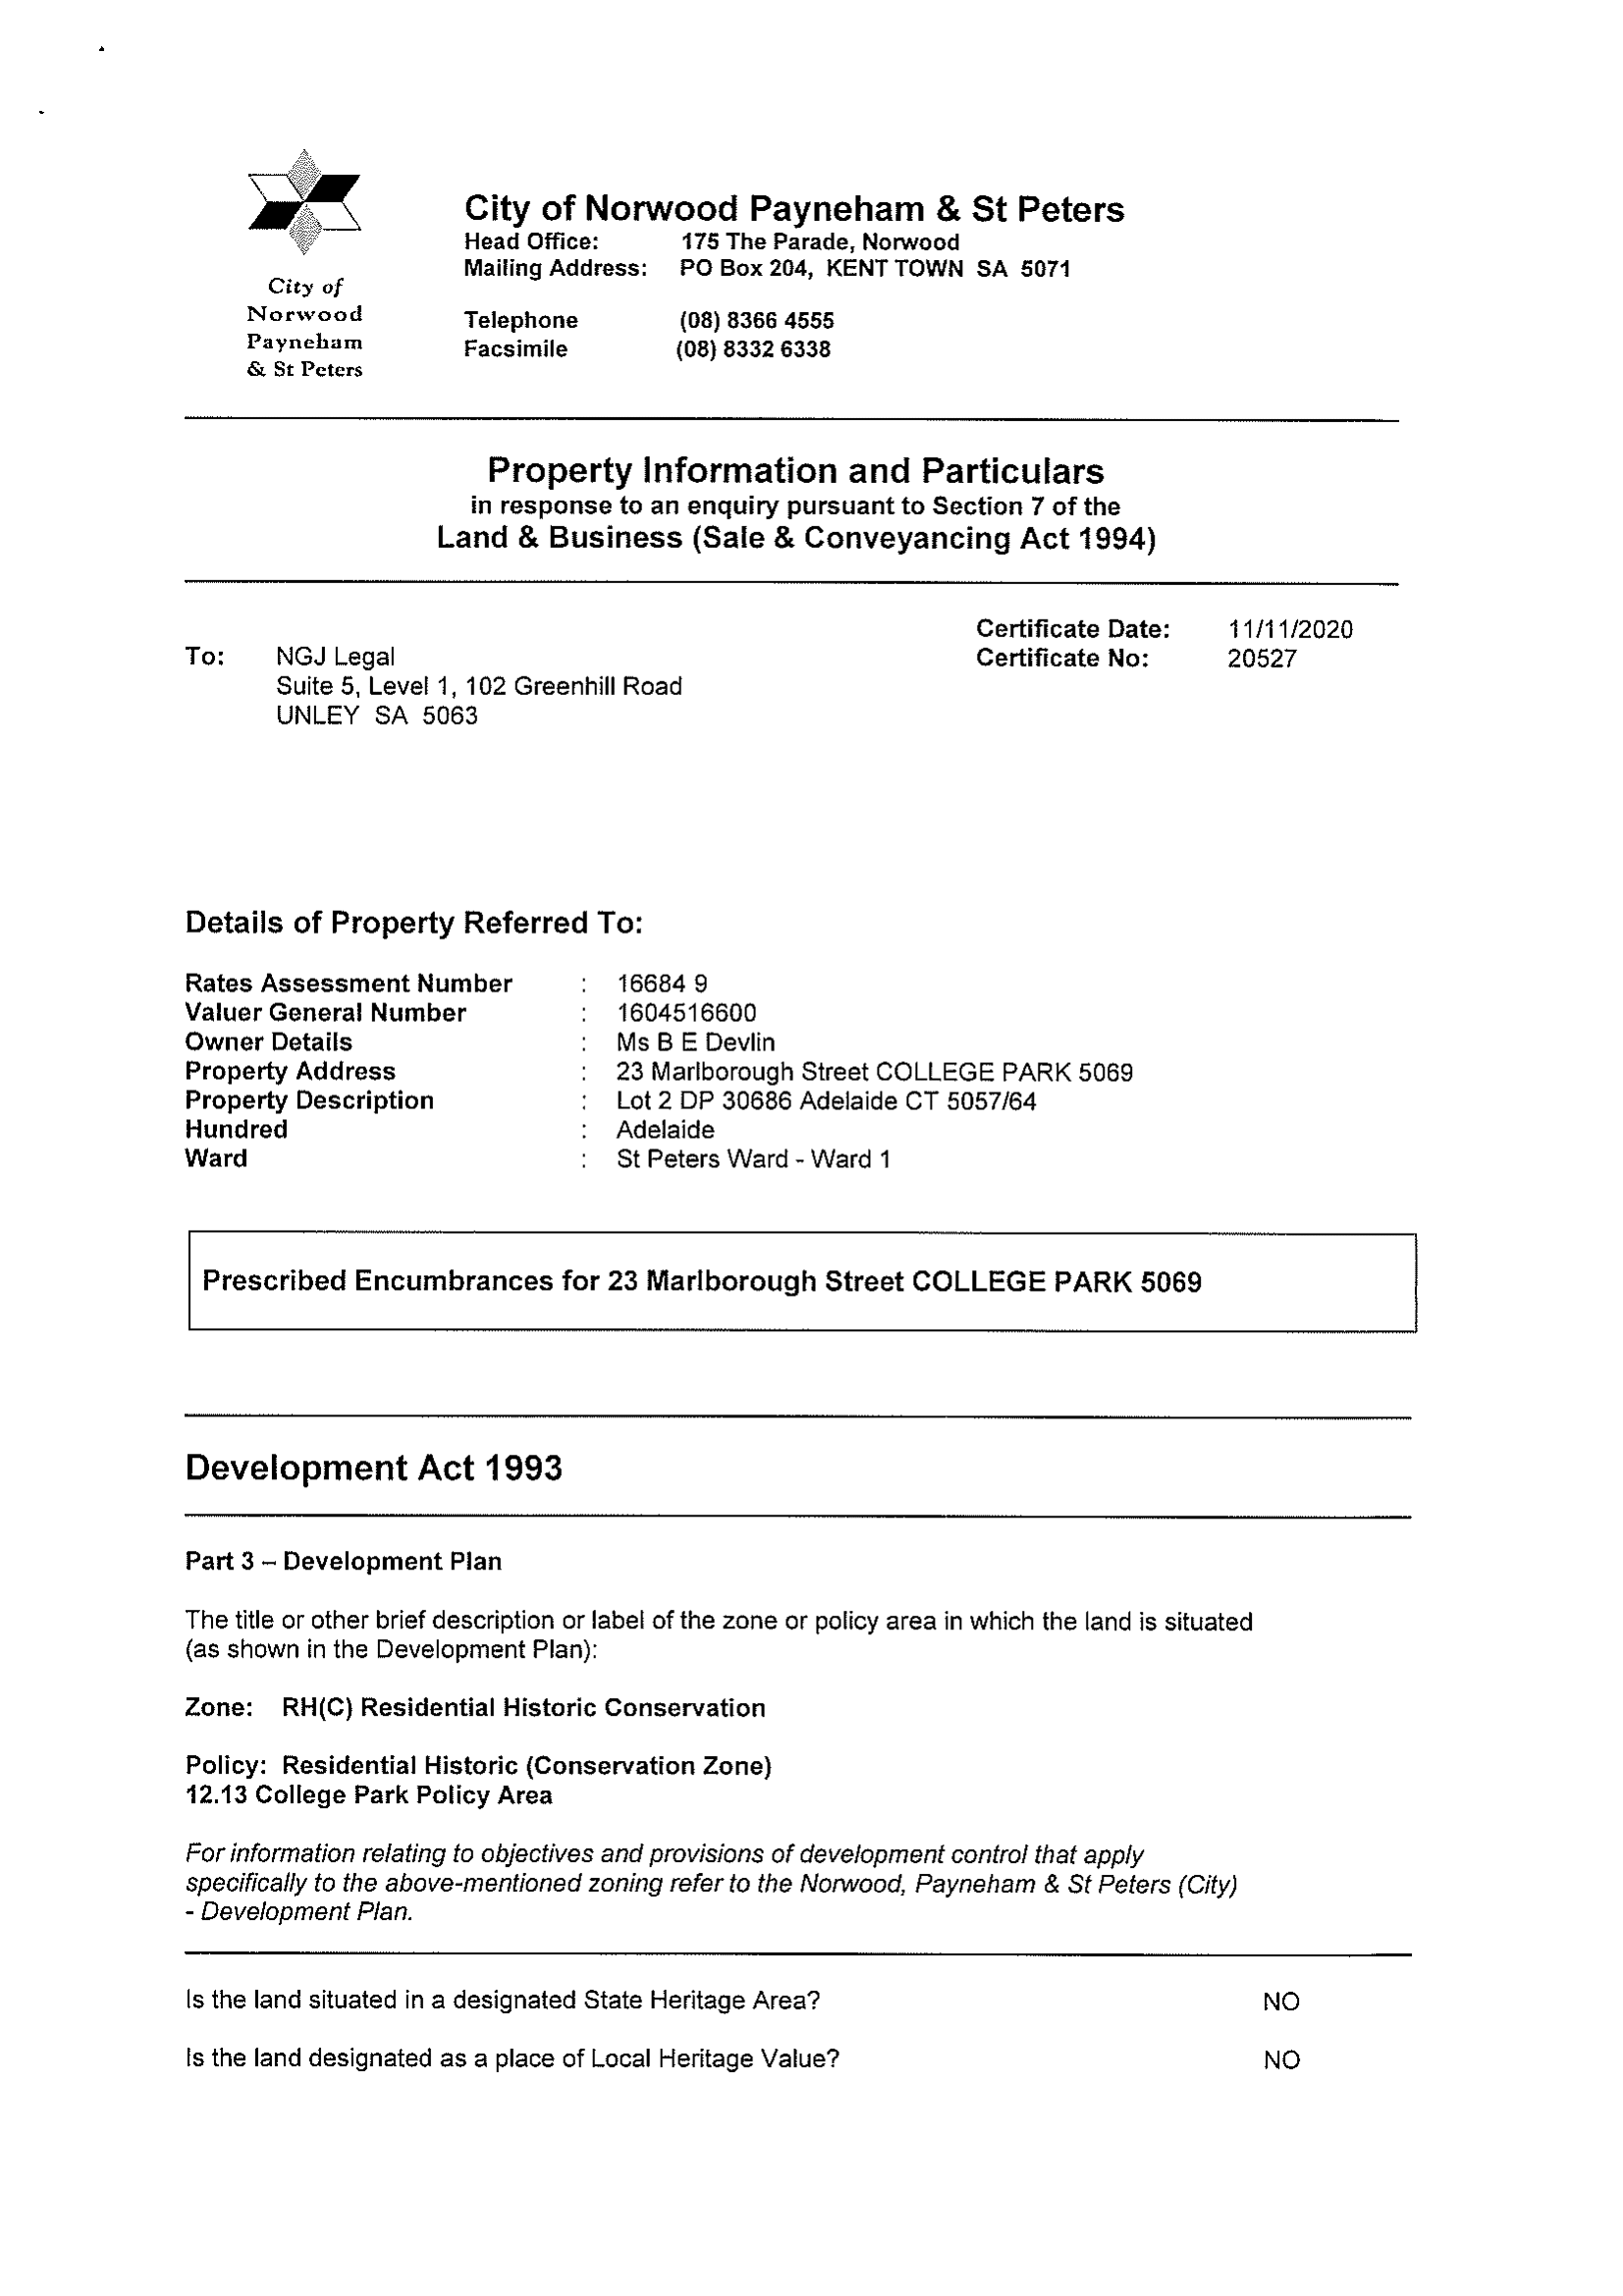 City of
Norwood
Payneham
& St Peters
City of Norwood Payneham & St Peters
Head Office: 175 The Parade, Norwood
Mailing Address: PO Box 204, KENT TOWN SA 5071
Telephone (08) 8366 4555
Facsimile (08) 8332 6338
Property Information and Particulars
in response to an enquiry pursuant to Section 7 of the
Land & Business (Sale & Conveyancing Act 1994)
Certificate Date: 11/11/2020
To: NGJ Legal Certificate No: 20527
Suite 5, Level 1, 102 Greenhill Road
UNLEY SA 5063
Details of Property Referred To:
Rates Assessment Number : 16684 9
Valuer General Number : 1604516600
Owner Details : Ms B E Devlin
Property Address : 23 Marlborough Street COLLEGE PARK 5069
Property Description : Lot 2 DP 30686 Adelaide CT 5057/64
Hundred : Adelaide
Ward : St Peters Ward - Ward 1
Prescribed Encumbrances for 23 Marlborough Street COLLEGE PARK 5069
Development Act 1993
Part 3 – Development Plan
The title or other brief description or label of the zone or policy area in which the land is situated
(as shown in the Development Plan):
Zone: RH(C) Residential Historic Conservation
Policy: Residential Historic (Conservation Zone)
12.13 College Park Policy Area
For information relating to objectives and provisions of development control that apply
specifically to the above-mentioned zoning refer to the Norwood, Payneham & St Peters (City)
- Development Plan.
Is the land situated in a designated State Heritage Area? NO
Is the land designated as a place of Local Heritage Value? NO